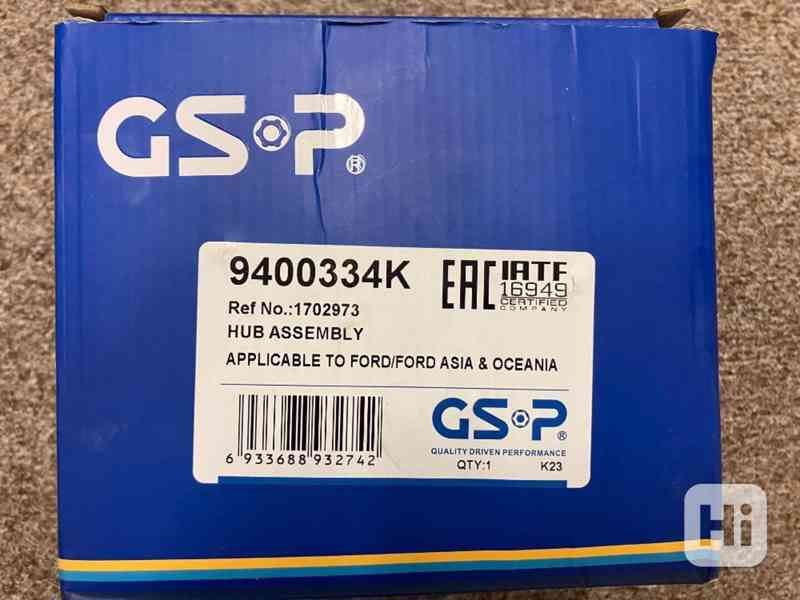 GS•P®
9400334K
EAC IATF
16949
CERTIFIED
COMPANY
Ref No.:1702973
HUB ASSEMBLY
APPLICABLE TO FORD/FORD ASIA & OCEANIA
6 933688 932742
GS•P®
QUALITY DRIVEN PERFORMANCE
QTY:1 K23
Hi